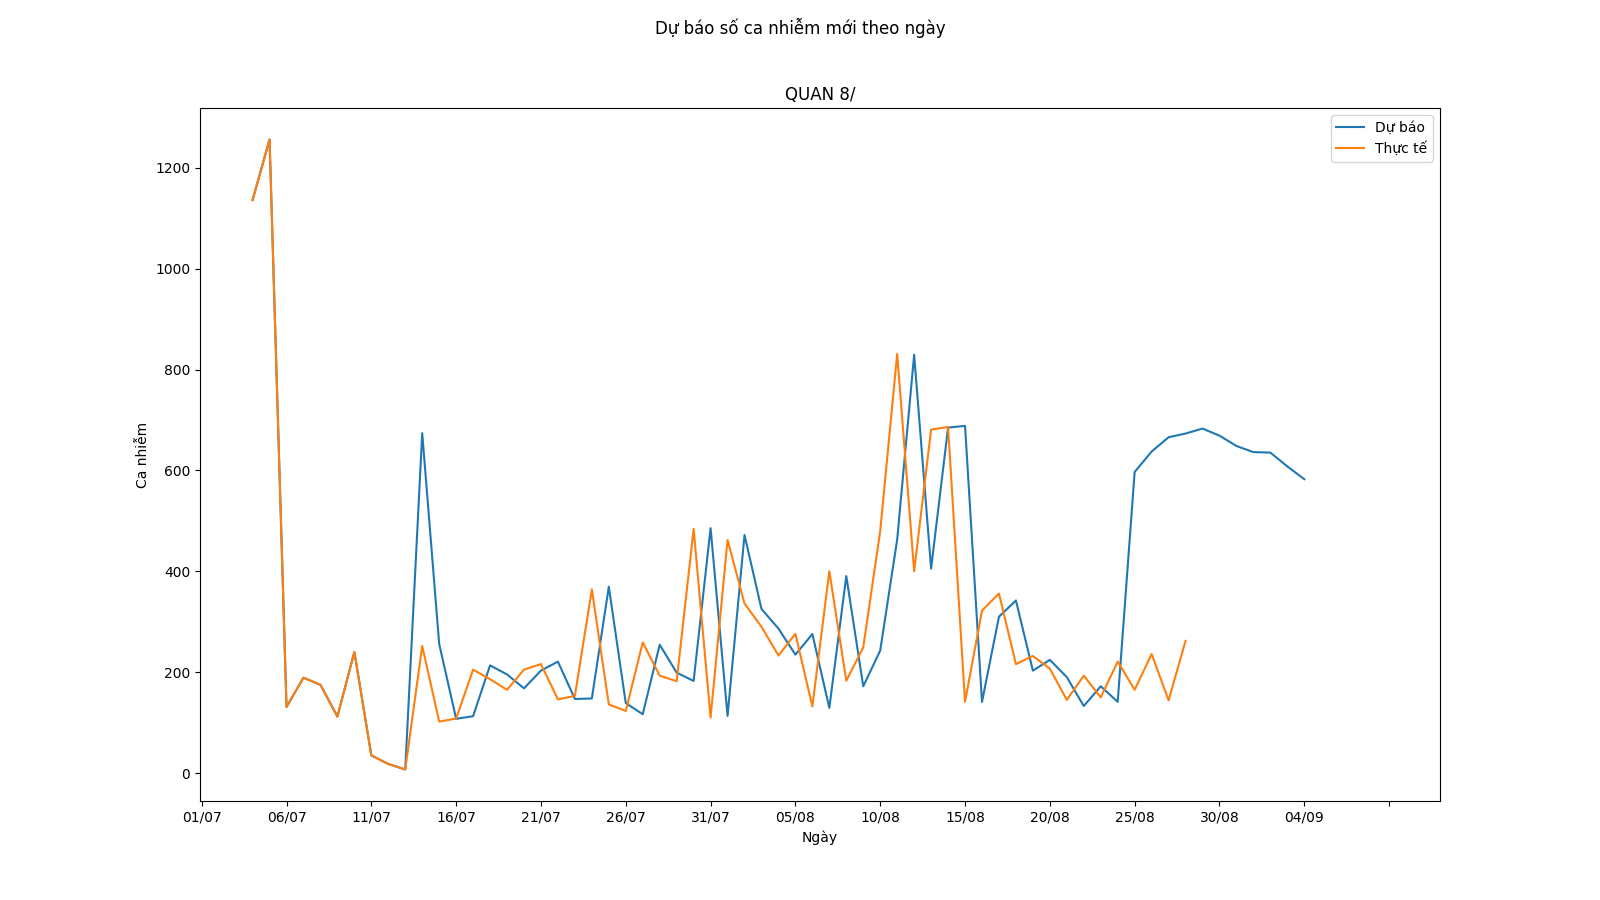 Dự báo số ca nhiễm mới theo ngày
QUAN 8/
Dự báo
Thực tế
1200
1000
800
600
400
200
0
Ca nhiễm
01/07 06/07 11/07 16/07 21/07 26/07 31/07 05/08 10/08 15/08 20/08 25/08 30/08 04/09
Ngày